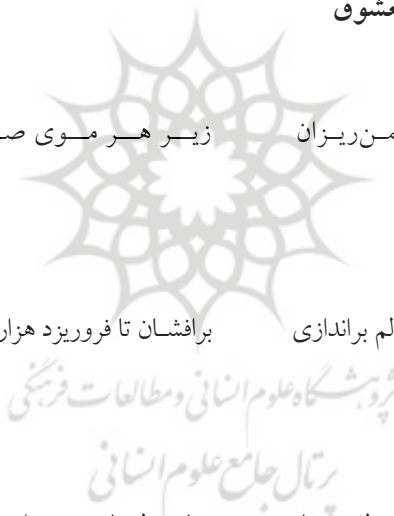 معشوق
من‌ریزان زیر هر موی
لم براندازی برافشان تا فروریزد هزار
پژوهشگاه علوم انسانی و مطالعات فرهنگی
پرتال جامع علوم انسانی